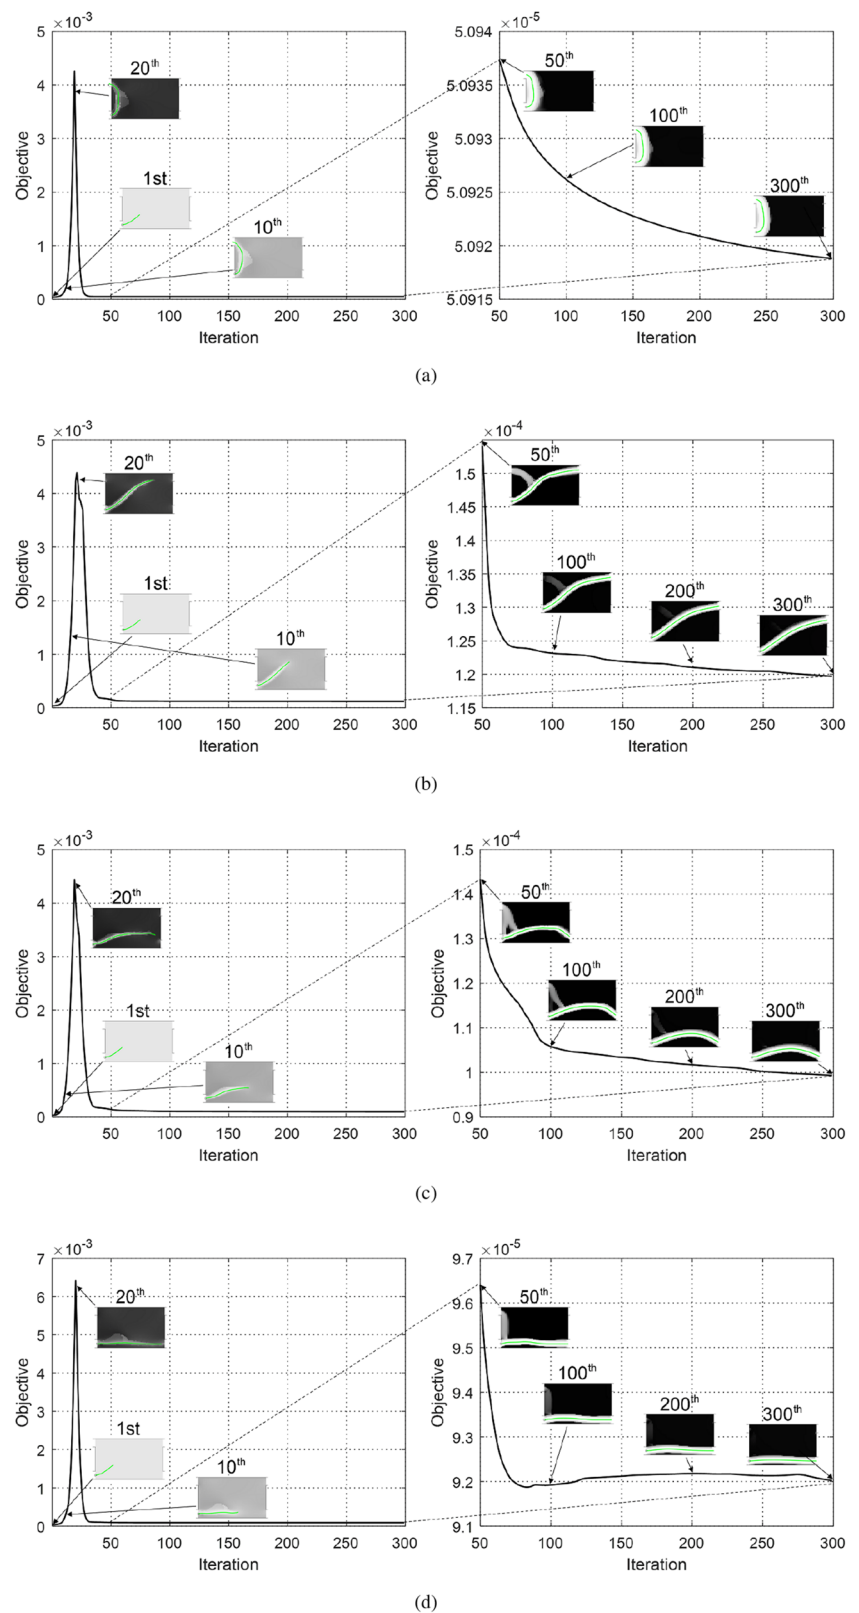 ×10⁻³
5
4
3
2
1
0
Objective
20th
1st
10th
50 100 150 200 250 300
Iteration
×10⁻⁵
5.094
5.0935
5.093
5.0925
5.092
5.0915
Objective
50th
100th
300th
50 100 150 200 250 300
Iteration
(a)
×10⁻³
5
4
3
2
1
0
Objective
20th
1st
10th
50 100 150 200 250 300
Iteration
×10⁻⁴
1.5
1.45
1.4
1.35
1.3
1.25
1.2
1.15
Objective
50th
100th
200th
300th
50 100 150 200 250 300
Iteration
(b)
×10⁻³
5
4
3
2
1
0
Objective
20th
1st
10th
50 100 150 200 250 300
Iteration
×10⁻⁴
1.5
1.4
1.3
1.2
1.1
1
0.9
Objective
50th
100th
200th
300th
50 100 150 200 250 300
Iteration
(c)
×10⁻³
7
6
5
4
3
2
1
0
Objective
20th
1st
10th
50 100 150 200 250 300
Iteration
×10⁻⁵
9.7
9.6
9.5
9.4
9.3
9.2
9.1
Objective
50th
100th
200th
300th
50 100 150 200 250 300
Iteration
(d)